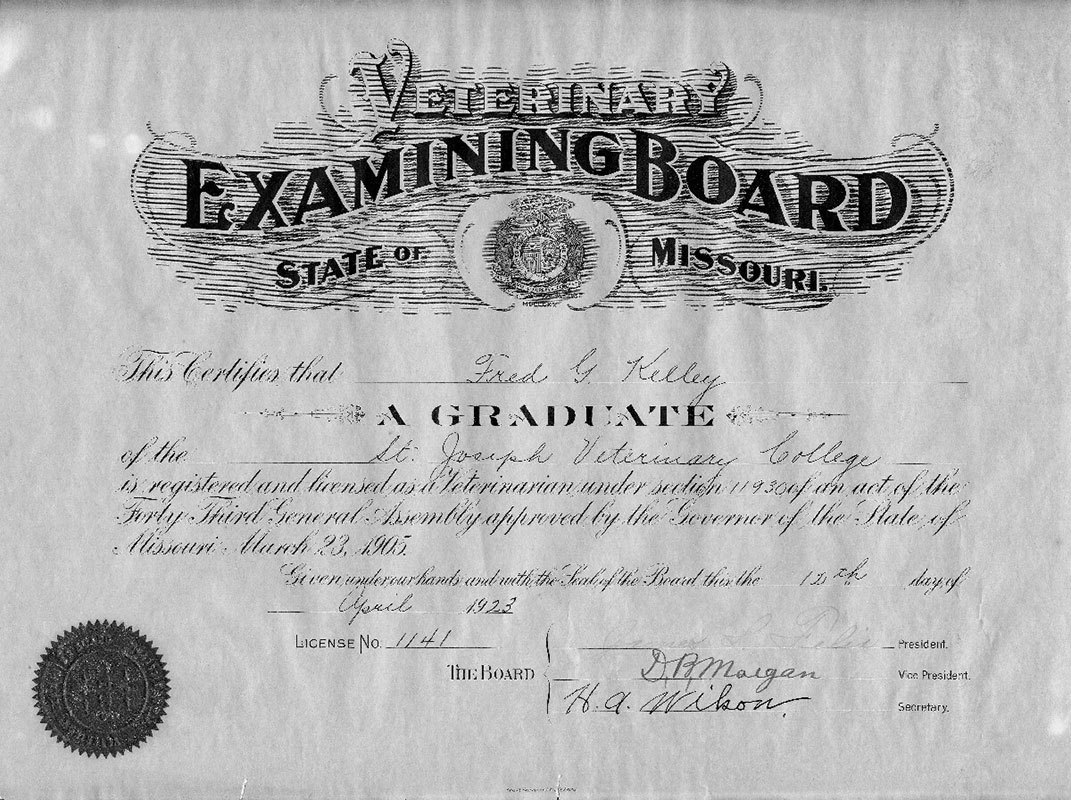 VETERINARY
EXAMINING BOARD
STATE OF MISSOURI.
This Certifies that Fred G. Kelley
A GRADUATE
of the St. Joseph Veterinary College
is registered and licensed as a Veterinarian under section 11930 of an act of the
Forty Third General Assembly approved by the Governor of the State of
Missouri March 23, 1905.
Given under our hands and with the Seal of the Board this the 10th day of
April 1923
LICENSE NO. 1141
President.
THE BOARD D.R. Morgan Vice President.
H. A. Wilson. Secretary.